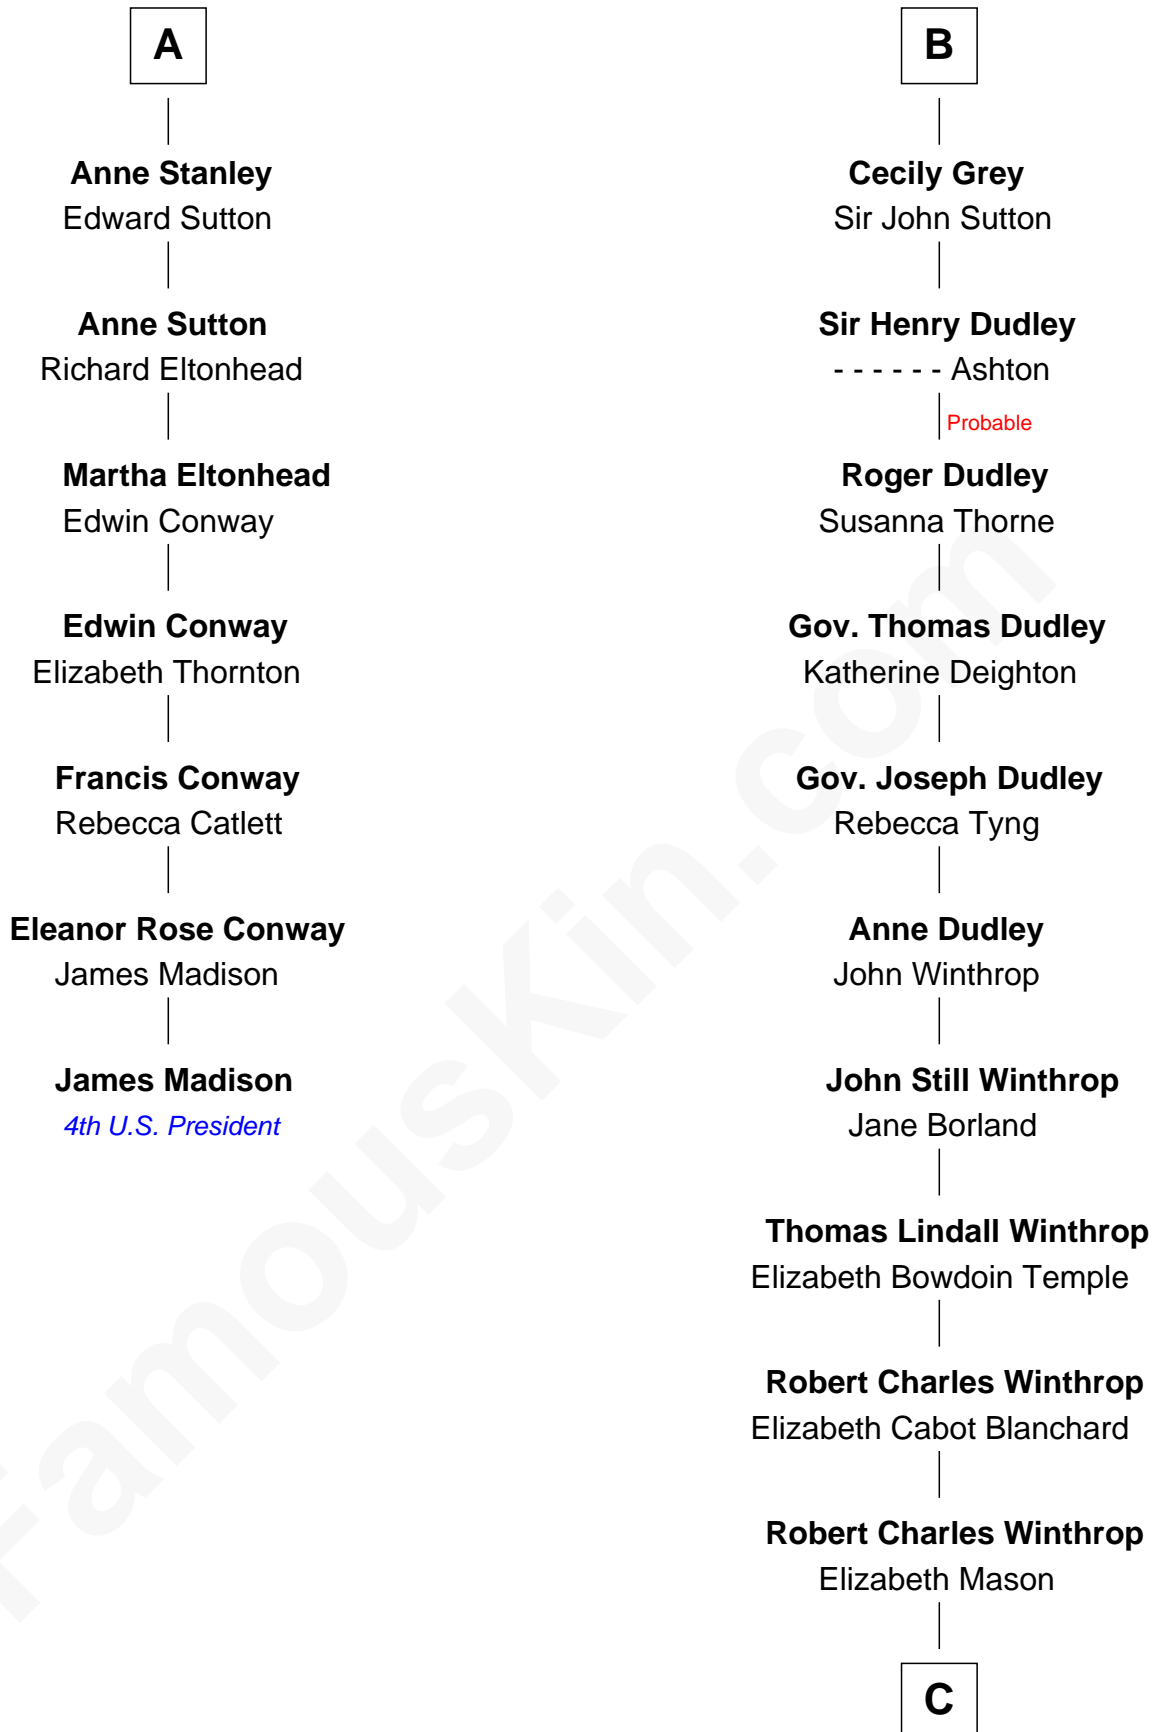 A
Anne Stanley
Edward Sutton
Anne Sutton
Richard Eltonhead
Martha Eltonhead
Edwin Conway
Edwin Conway
Elizabeth Thornton
Francis Conway
Rebecca Catlett
Eleanor Rose Conway
James Madison
James Madison
4th U.S. President
B
Cecily Grey
Sir John Sutton
Sir Henry Dudley
- - - - - - Ashton
Probable
Roger Dudley
Susanna Thorne
Gov. Thomas Dudley
Katherine Deighton
Gov. Joseph Dudley
Rebecca Tyng
Anne Dudley
John Winthrop
John Still Winthrop
Jane Borland
Thomas Lindall Winthrop
Elizabeth Bowdoin Temple
Robert Charles Winthrop
Elizabeth Cabot Blanchard
Robert Charles Winthrop
Elizabeth Mason
C
FamousKin.com